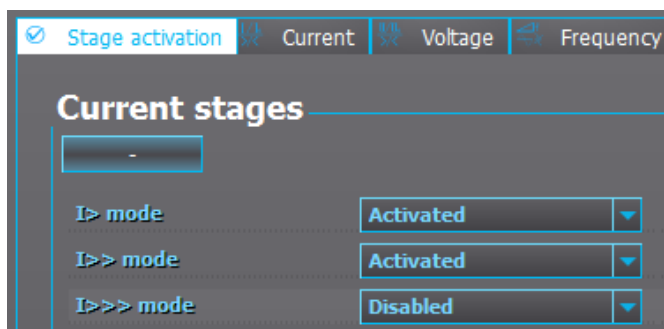 Stage activation Current Voltage Frequency
Current stages
-
I> mode Activated
I>> mode Activated
I>>> mode Disabled